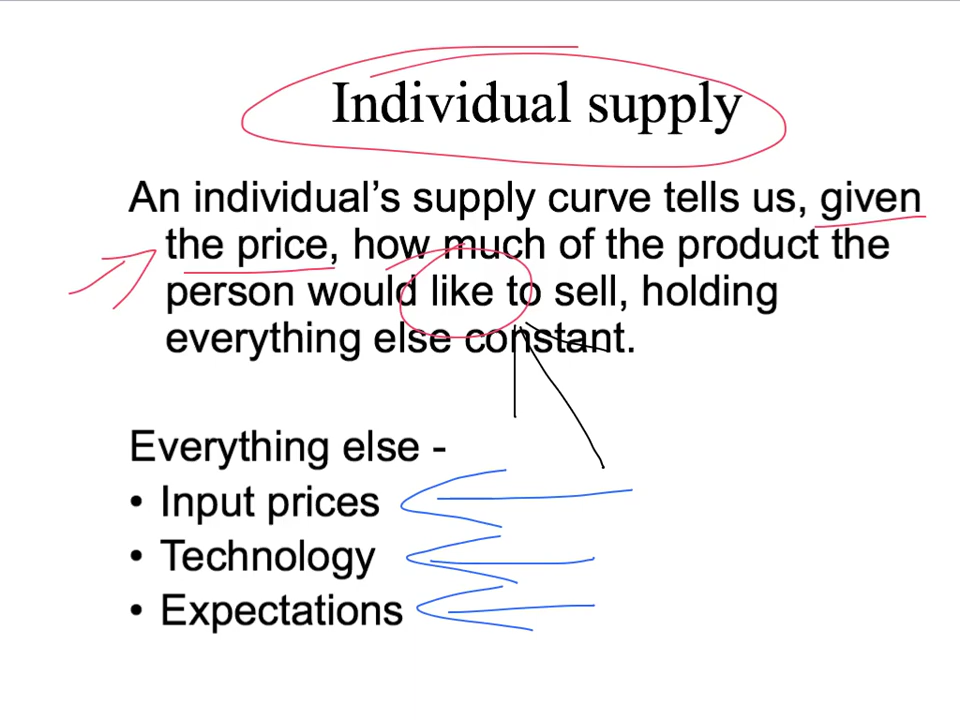 Individual supply
An individual’s supply curve tells us, given
the price, how much of the product the
person would like to sell, holding
everything else constant.
Everything else -
• Input prices
• Technology
• Expectations